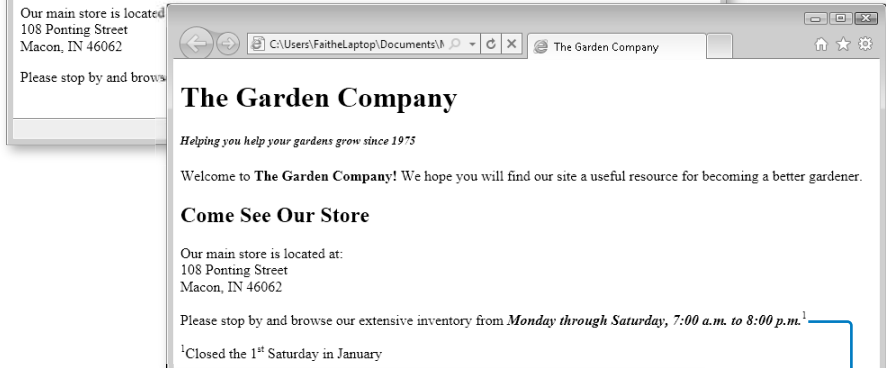 Our main store is located
108 Ponting Street
Macon, IN 46062
Please stop by and brows
C:\Users\FaitheLaptop\Documents\
The Garden Company
The Garden Company
Helping you help your gardens grow since 1975
Welcome to The Garden Company! We hope you will find our site a useful resource for becoming a better gardener.
Come See Our Store
Our main store is located at:
108 Ponting Street
Macon, IN 46062
Please stop by and browse our extensive inventory from Monday through Saturday, 7:00 a.m. to 8:00 p.m.¹
¹Closed the 1st Saturday in January